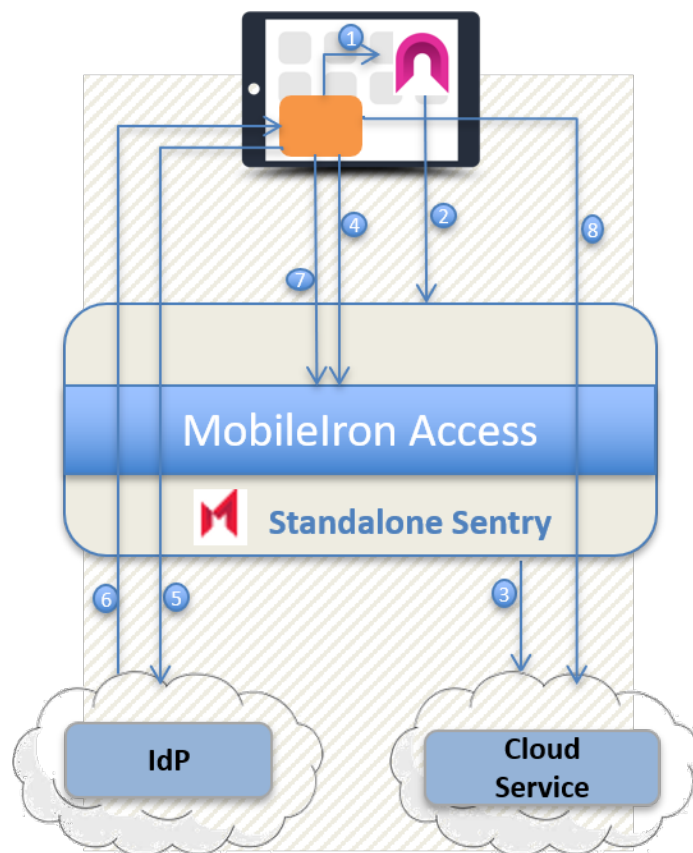 1
2
4
8
7
MobileIron Access
Standalone Sentry
3
6
5
IdP
Cloud
Service